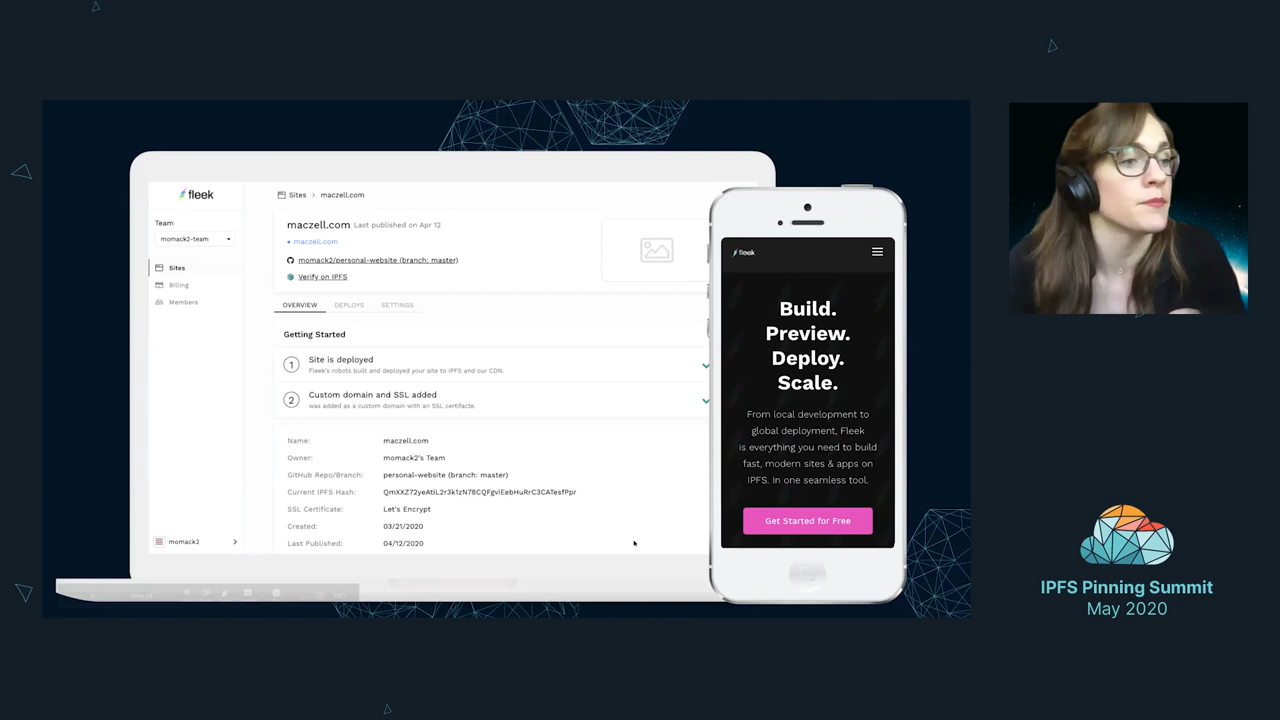 fleek
Team
momack2-team
Sites
Billing
Members
momack2
Sites > maczell.com
maczell.com Last published on Apr 12
maczell.com
momack2/personal-website (branch: master)
Verify on IPFS
OVERVIEW DEPLOYS SETTINGS
Getting Started
1 Site is deployed
Fleek's robots built and deployed your site to IPFS and our CDN.
2 Custom domain and SSL added
was added as a custom domain with an SSL certifacte.
Name: maczell.com
Owner: momack2's Team
GitHub Repo/Branch: personal-website (branch: master)
Current IPFS Hash: QmXXZ72yeAtiL2r3k1zN78CQFgviEebHuRrC3CATesfPpr
SSL Certificate: Let's Encrypt
Created: 03/21/2020
Last Published: 04/12/2020
fleek
Build.
Preview.
Deploy.
Scale.
From local development to
global deployment, Fleek
is everything you need to build
fast, modern sites & apps on
IPFS. In one seamless tool.
Get Started for Free
IPFS Pinning Summit
May 2020